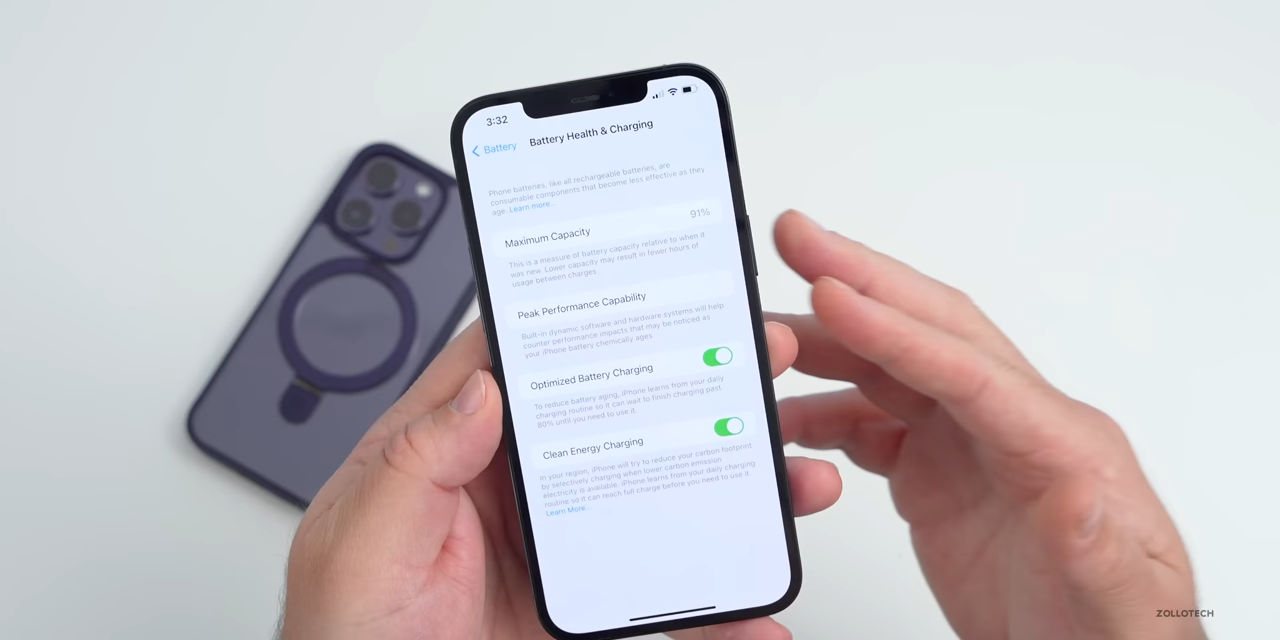 3:32
Battery
Battery Health & Charging
Phone batteries, like all rechargeable batteries, are
consumable components that become less effective as they
age. Learn more...
Maximum Capacity
91%
This is a measure of battery capacity relative to when it
was new. Lower capacity may result in fewer hours of
usage between charges.
Peak Performance Capability
Built-in dynamic software and hardware systems will help
counter performance impacts that may be noticed as
your iPhone battery chemically ages.
Optimized Battery Charging
To reduce battery aging, iPhone learns from your daily
charging routine so it can wait to finish charging past
80% until you need to use it.
Clean Energy Charging
In your region, iPhone will try to reduce your carbon footprint
by selectively charging when lower carbon emission
electricity is available. iPhone learns from your daily charging
routine so it can reach full charge before you need to use it.
Learn More...
ZOLLOTECH